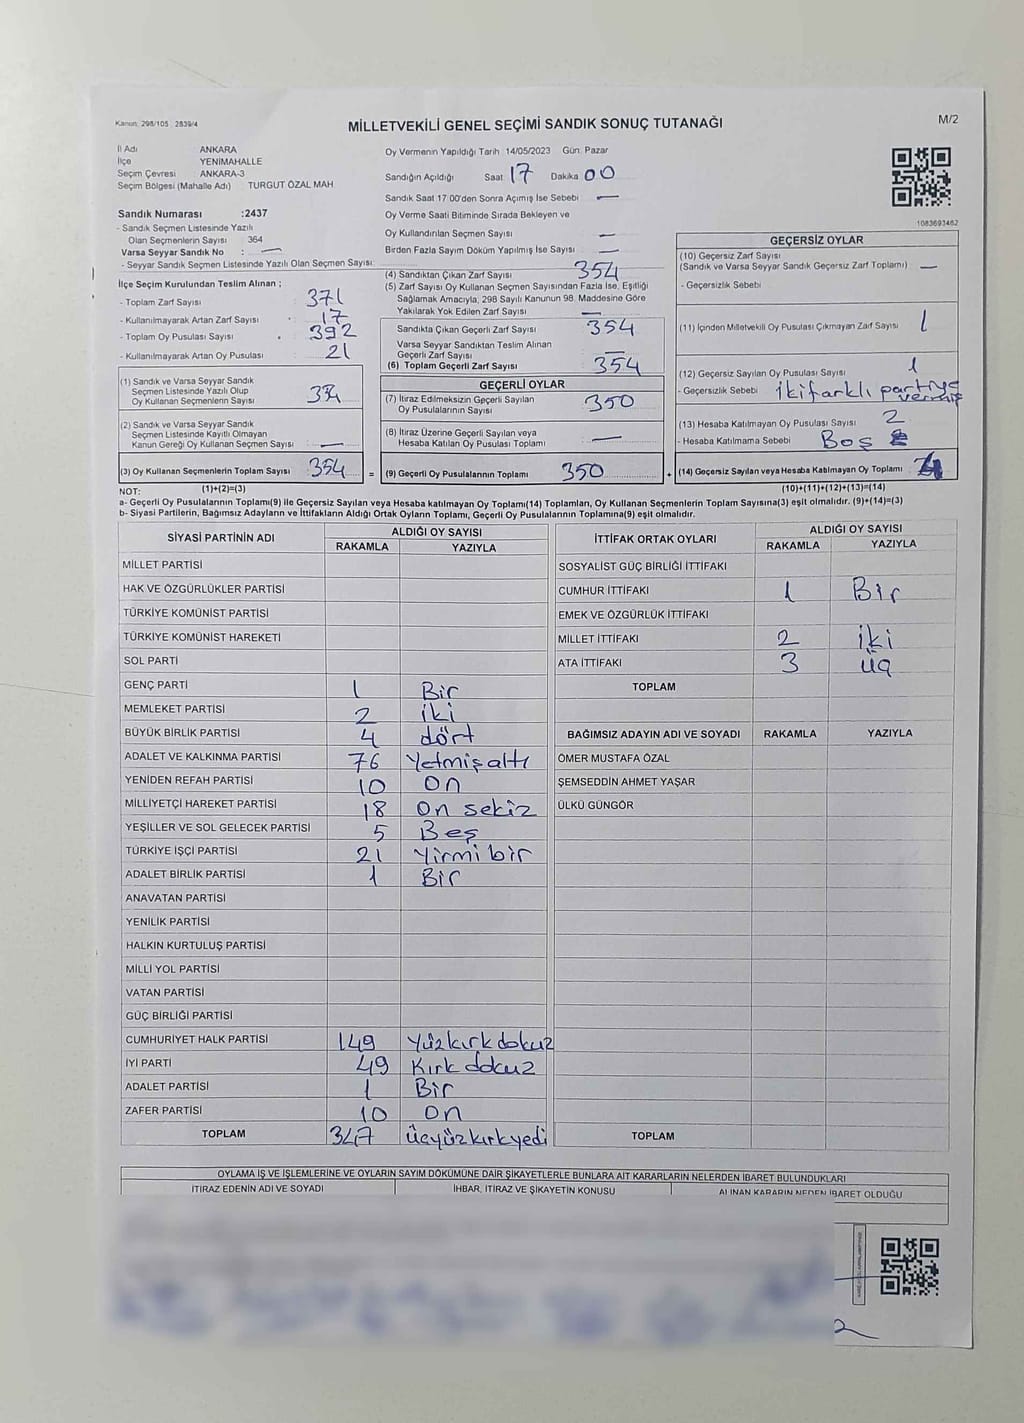 Kanun: 298/105 2839/4
MİLLETVEKİLİ GENEL SEÇİMİ SANDIK SONUÇ TUTANAĞI
M/2
İl Adı ANKARA
İlçe YENİMAHALLE
Seçim Çevresi ANKARA-3
Seçim Bölgesi (Mahalle Adı) TURGUT ÖZAL MAH
Sandık Numarası :2437
- Sandık Seçmen Listesinde Yazılı
Olan Seçmenlerin Sayısı : 364
Varsa Seyyar Sandık No : —
- Seyyar Sandık Seçmen Listesinde Yazılı Olan Seçmen Sayısı:
İlçe Seçim Kurulundan Teslim Alınan ;
- Toplam Zarf Sayısı 371
- Kullanılmayarak Artan Zarf Sayısı 17
- Toplam Oy Pusulası Sayısı 392
- Kullanılmayarak Artan Oy Pusulası 21
(1) Sandık ve Varsa Seyyar Sandık
Seçmen Listesinde Yazılı Olup
Oy Kullanan Seçmenlerin Sayısı
(2) Sandık ve Varsa Seyyar Sandık
Seçmen Listesinde Kayıtlı Olmayan
Kanun Gereği Oy Kullanan Seçmen Sayısı —
(3) Oy Kullanan Seçmenlerin Toplam Sayısı 354 =
(1)+(2)=(3)
Oy Vermenin Yapıldığı Tarih 14/05/2023 Gün: Pazar
Sandığın Açıldığı Saat 17 Dakika 00
Sandık Saat 17:00'den Sonra Açımış İse Sebebi —
Oy Verme Saati Bitiminde Sırada Bekleyen ve
Oy Kullandırılan Seçmen Sayısı —
Birden Fazla Sayım Döküm Yapılmış İse Sayısı —
(4) Sandıktan Çıkan Zarf Sayısı 354
(5) Zarf Sayısı Oy Kullanan Seçmen Sayısından Fazla İse, Eşitliği
Sağlamak Amacıyla, 298 Sayılı Kanunun 98. Maddesine Göre
Yakılarak Yok Edilen Zarf Sayısı —
Sandıkta Çıkan Geçerli Zarf Sayısı 354
Varsa Seyyar Sandıktan Teslim Alınan
Geçerli Zarf Sayısı —
(6) Toplam Geçerli Zarf Sayısı 354
GEÇERLİ OYLAR
(7) İtiraz Edilmeksizin Geçerli Sayılan
Oy Pusulalarının Sayısı 350
(8) İtiraz Üzerine Geçerli Sayılan veya
Hesaba Katılan Oy Pusulası Toplamı —
(9) Geçerli Oy Pusulalarının Toplamı 350 +
1083693462
GEÇERSİZ OYLAR
(10) Geçersiz Zarf Sayısı
(Sandık ve Varsa Seyyar Sandık Geçersiz Zarf Toplamı) —
- Geçersizlik Sebebi
(11) İçinden Milletvekili Oy Pusulası Çıkmayan Zarf Sayısı 1
(12) Geçersiz Sayılan Oy Pusulası Sayısı 1
- Geçersizlik Sebebi İki farklı partiye vermiş
(13) Hesaba Katılmayan Oy Pusulası Sayısı 2
- Hesaba Katılmama Sebebi Boş
(14) Geçersiz Sayılan veya Hesaba Katılmayan Oy Toplamı 4
(10)+(11)+(12)+(13)=(14)
NOT:
a- Geçerli Oy Pusulalarının Toplamı(9) ile Geçersiz Sayılan veya Hesaba katılmayan Oy Toplamı(14) Toplamları, Oy Kullanan Seçmenlerin Toplam Sayısına(3) eşit olmalıdır. (9)+(14)=(3)
b- Siyasi Partilerin, Bağımsız Adayların ve İttifakların Aldığı Ortak Oyların Toplamı, Geçerli Oy Pusulalarının Toplamına(9) eşit olmalıdır.
SİYASİ PARTİNİN ADI ALDIĞI OY SAYISI
RAKAMLA YAZIYLA
MİLLET PARTİSİ
HAK VE ÖZGÜRLÜKLER PARTİSİ
TÜRKİYE KOMÜNİST PARTİSİ
TÜRKİYE KOMÜNİST HAREKETİ
SOL PARTİ
GENÇ PARTİ 1 Bir
MEMLEKET PARTİSİ 2 iki
BÜYÜK BİRLİK PARTİSİ 4 dört
ADALET VE KALKINMA PARTİSİ 76 Yetmişaltı
YENİDEN REFAH PARTİSİ 10 On
MİLLİYETÇİ HAREKET PARTİSİ 18 On sekiz
YEŞİLLER VE SOL GELECEK PARTİSİ 5 Beş
TÜRKİYE İŞÇİ PARTİSİ 21 Yirmi bir
ADALET BİRLİK PARTİSİ 1 Bir
ANAVATAN PARTİSİ
YENİLİK PARTİSİ
HALKIN KURTULUŞ PARTİSİ
MİLLİ YOL PARTİSİ
VATAN PARTİSİ
GÜÇ BİRLİĞİ PARTİSİ
CUMHURİYET HALK PARTİSİ 149 Yüzkırkdokuz
İYİ PARTİ 49 Kırk dokuz
ADALET PARTİSİ 1 Bir
ZAFER PARTİSİ 10 On
TOPLAM 347 üçyüzkırkyedi
İTTİFAK ORTAK OYLARI ALDIĞI OY SAYISI
RAKAMLA YAZIYLA
SOSYALİST GÜÇ BİRLİĞİ İTTİFAKI
CUMHUR İTTİFAKI 1 Bir
EMEK VE ÖZGÜRLÜK İTTİFAKI
MİLLET İTTİFAKI 2 iki
ATA İTTİFAKI 3 üç
TOPLAM
BAĞIMSIZ ADAYIN ADI VE SOYADI RAKAMLA YAZIYLA
ÖMER MUSTAFA ÖZAL
ŞEMSEDDİN AHMET YAŞAR
ÜLKÜ GÜNGÖR
TOPLAM
OYLAMA İŞ VE İŞLEMLERİNE VE OYLARIN SAYIM DÖKÜMÜNE DAİR ŞİKAYETLERLE BUNLARA AİT KARARLARIN NELERDEN İBARET BULUNDUKLARI
İTİRAZ EDENİN ADI VE SOYADI İHBAR, İTİRAZ VE ŞİKAYETİN KONUSU ALINAN KARARIN NEDEN İBARET OLDUĞU